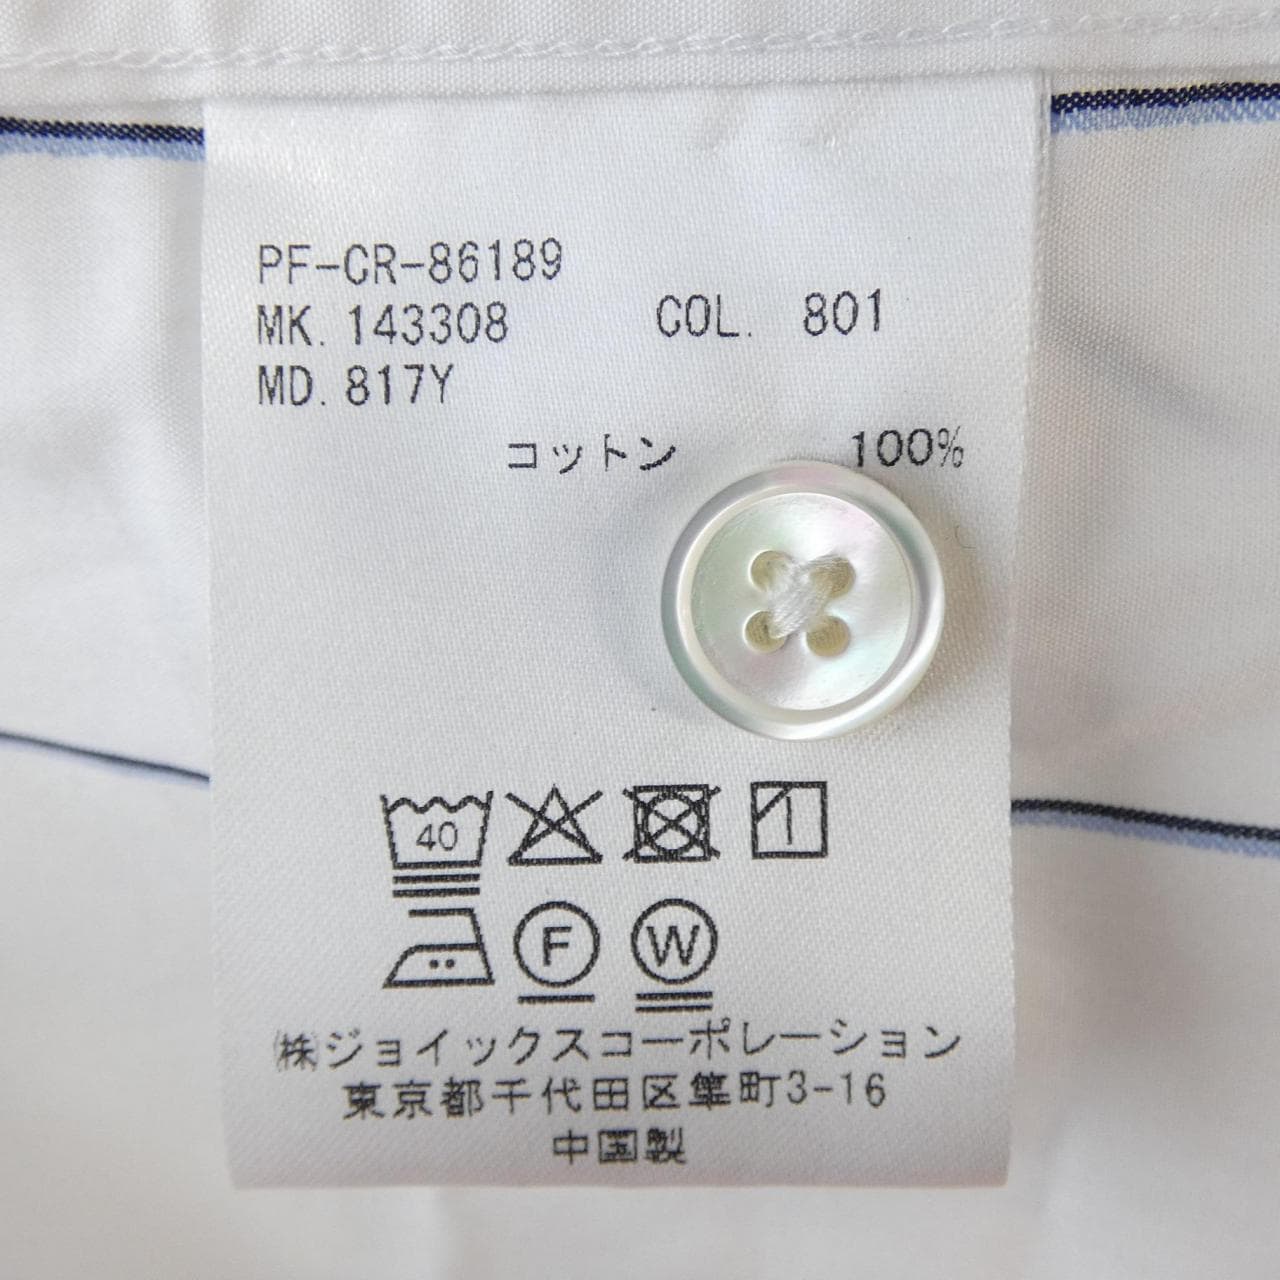 PF-CR-86189
MK. 143308 COL. 801
MD. 817Y
コットン 100%
40
F W
㈱ジョイックスコーポレーション
東京都千代田区隼町3-16
中国製